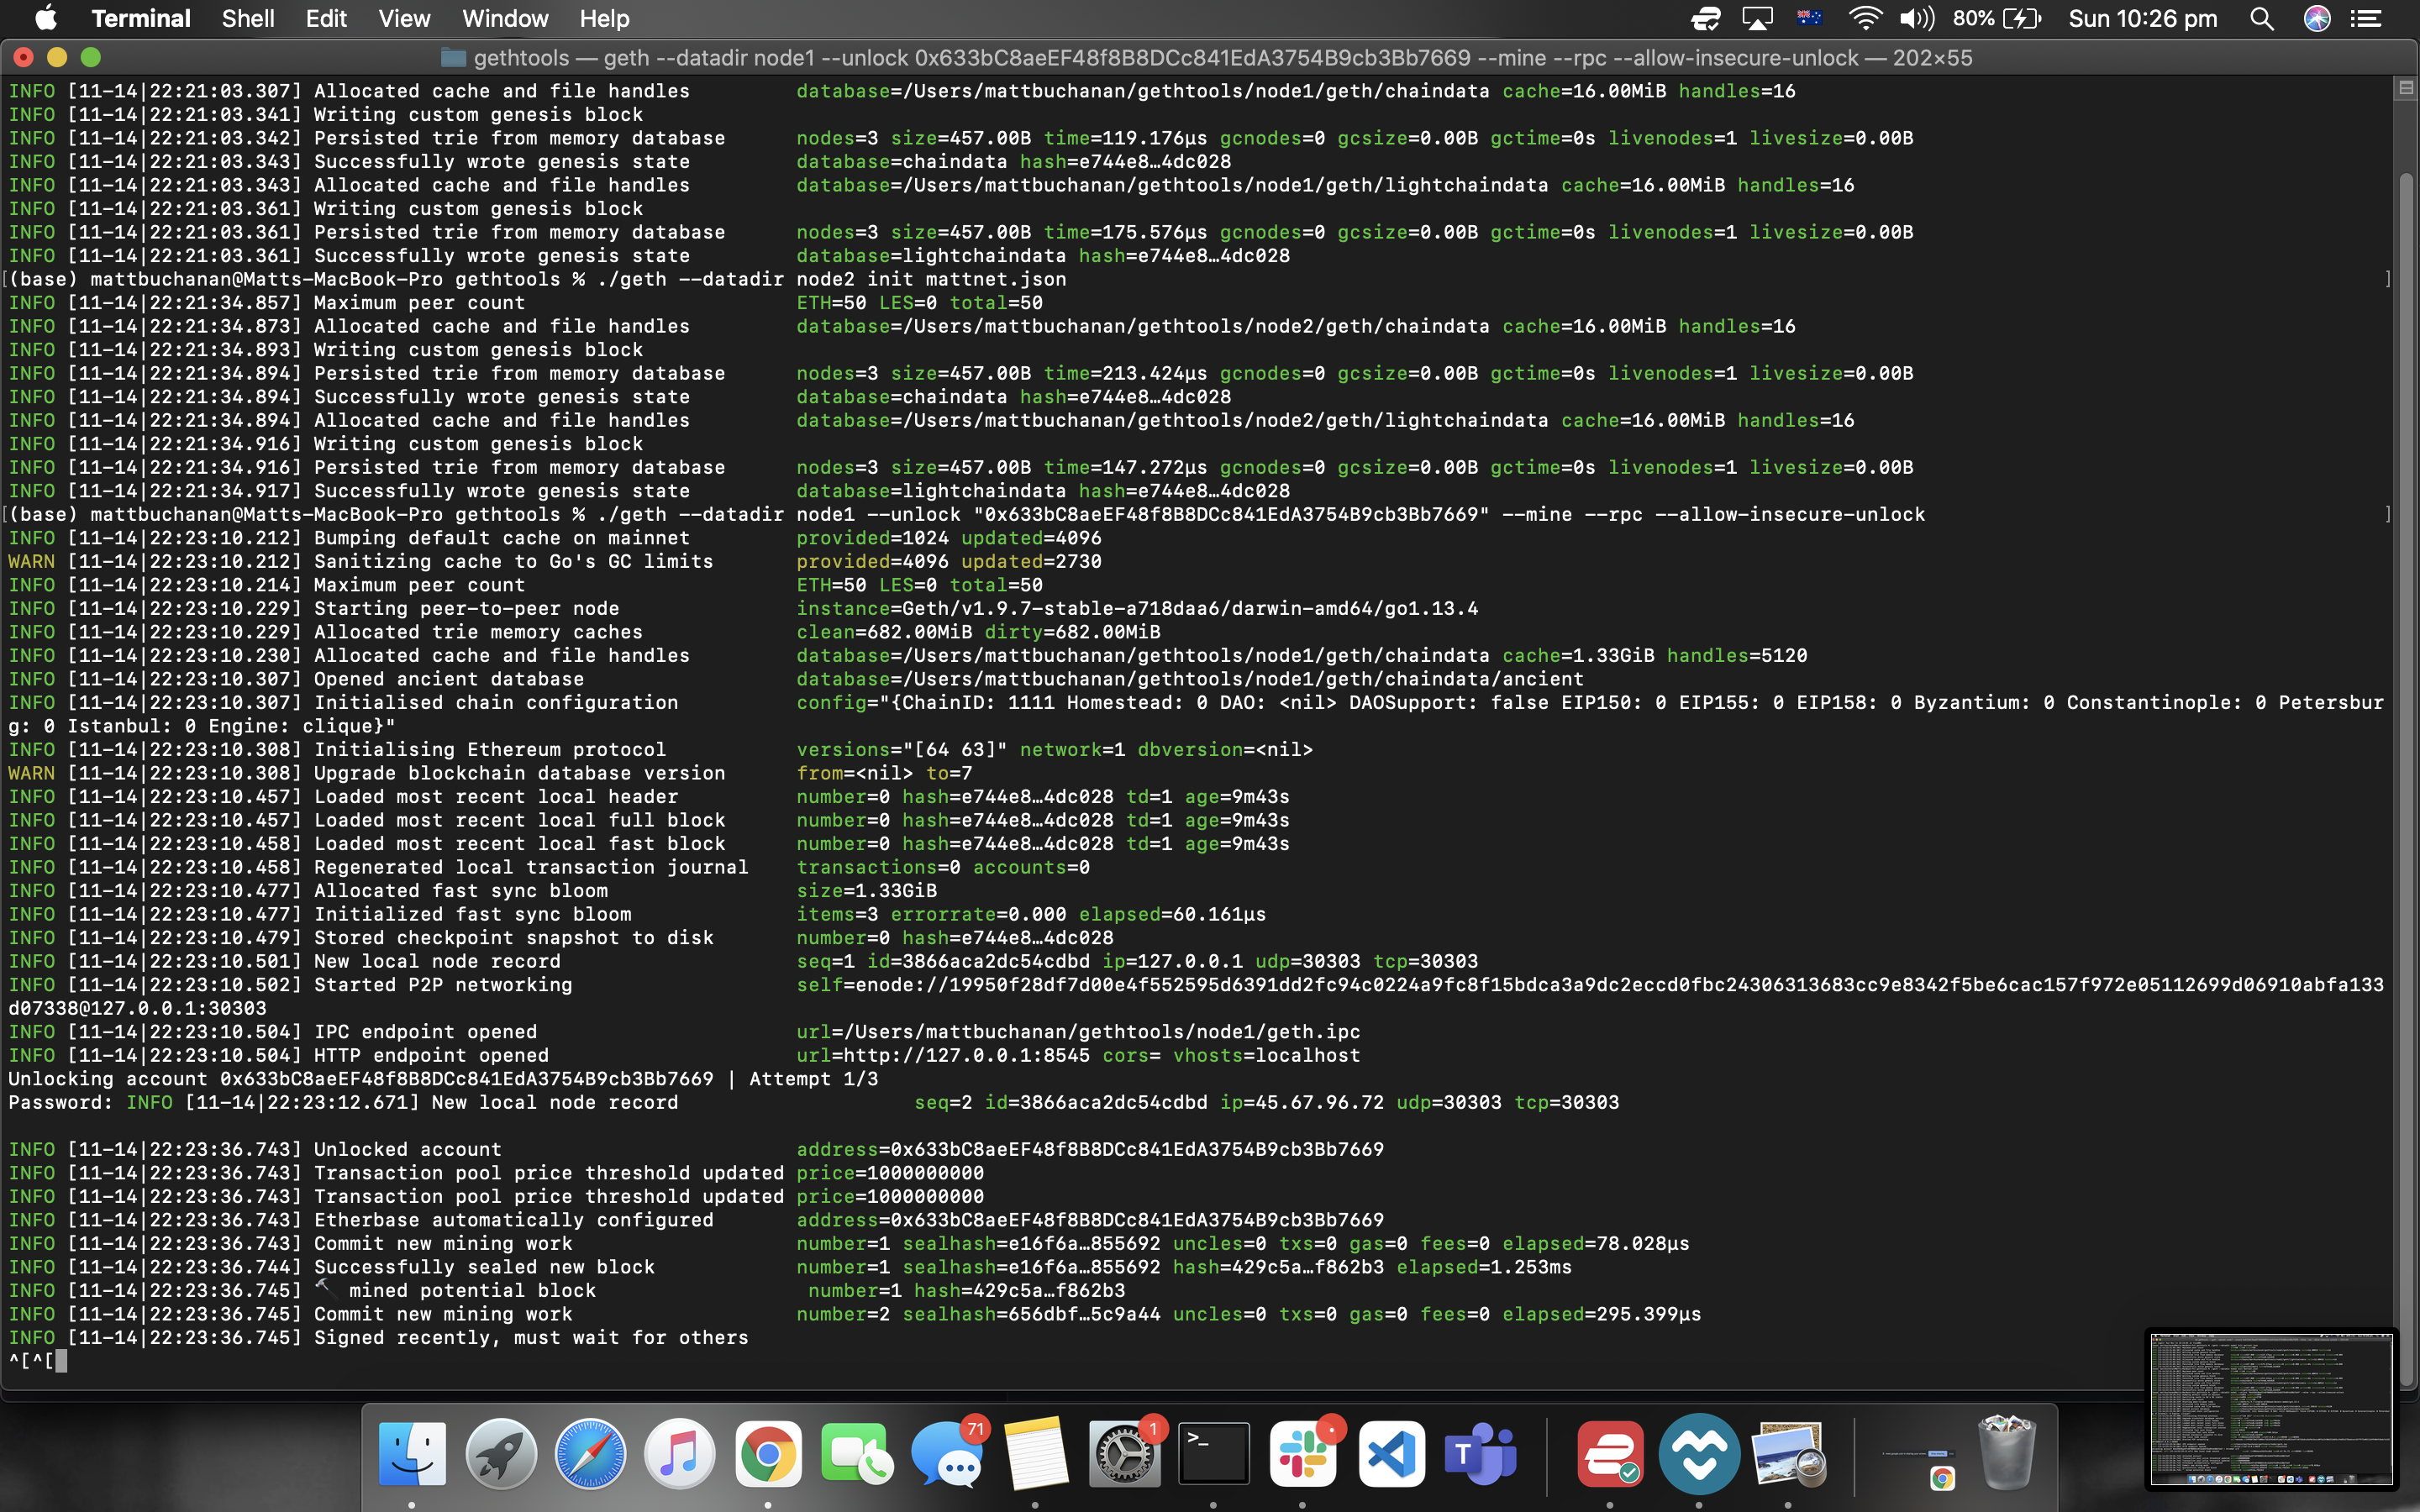 Terminal Shell Edit View Window Help 80% Sun 10:26 pm
gethtools — geth --datadir node1 --unlock 0x633bC8aeEF48f8B8DCc841EdA3754B9cb3Bb7669 --mine --rpc --allow-insecure-unlock — 202×55
INFO [11-14|22:21:03.307] Allocated cache and file handles database=/Users/mattbuchanan/gethtools/node1/geth/chaindata cache=16.00MiB handles=16
INFO [11-14|22:21:03.341] Writing custom genesis block
INFO [11-14|22:21:03.342] Persisted trie from memory database nodes=3 size=457.00B time=119.176µs gcnodes=0 gcsize=0.00B gctime=0s livenodes=1 livesize=0.00B
INFO [11-14|22:21:03.343] Successfully wrote genesis state database=chaindata hash=e744e8…4dc028
INFO [11-14|22:21:03.343] Allocated cache and file handles database=/Users/mattbuchanan/gethtools/node1/geth/lightchaindata cache=16.00MiB handles=16
INFO [11-14|22:21:03.361] Writing custom genesis block
INFO [11-14|22:21:03.361] Persisted trie from memory database nodes=3 size=457.00B time=175.576µs gcnodes=0 gcsize=0.00B gctime=0s livenodes=1 livesize=0.00B
INFO [11-14|22:21:03.361] Successfully wrote genesis state database=lightchaindata hash=e744e8…4dc028
[(base) mattbuchanan@Matts-MacBook-Pro gethtools % ./geth --datadir node2 init mattnet.json ]
INFO [11-14|22:21:34.857] Maximum peer count ETH=50 LES=0 total=50
INFO [11-14|22:21:34.873] Allocated cache and file handles database=/Users/mattbuchanan/gethtools/node2/geth/chaindata cache=16.00MiB handles=16
INFO [11-14|22:21:34.893] Writing custom genesis block
INFO [11-14|22:21:34.894] Persisted trie from memory database nodes=3 size=457.00B time=213.424µs gcnodes=0 gcsize=0.00B gctime=0s livenodes=1 livesize=0.00B
INFO [11-14|22:21:34.894] Successfully wrote genesis state database=chaindata hash=e744e8…4dc028
INFO [11-14|22:21:34.894] Allocated cache and file handles database=/Users/mattbuchanan/gethtools/node2/geth/lightchaindata cache=16.00MiB handles=16
INFO [11-14|22:21:34.916] Writing custom genesis block
INFO [11-14|22:21:34.916] Persisted trie from memory database nodes=3 size=457.00B time=147.272µs gcnodes=0 gcsize=0.00B gctime=0s livenodes=1 livesize=0.00B
INFO [11-14|22:21:34.917] Successfully wrote genesis state database=lightchaindata hash=e744e8…4dc028
[(base) mattbuchanan@Matts-MacBook-Pro gethtools % ./geth --datadir node1 --unlock "0x633bC8aeEF48f8B8DCc841EdA3754B9cb3Bb7669" --mine --rpc --allow-insecure-unlock ]
INFO [11-14|22:23:10.212] Bumping default cache on mainnet provided=1024 updated=4096
WARN [11-14|22:23:10.212] Sanitizing cache to Go's GC limits provided=4096 updated=2730
INFO [11-14|22:23:10.214] Maximum peer count ETH=50 LES=0 total=50
INFO [11-14|22:23:10.229] Starting peer-to-peer node instance=Geth/v1.9.7-stable-a718daa6/darwin-amd64/go1.13.4
INFO [11-14|22:23:10.229] Allocated trie memory caches clean=682.00MiB dirty=682.00MiB
INFO [11-14|22:23:10.230] Allocated cache and file handles database=/Users/mattbuchanan/gethtools/node1/geth/chaindata cache=1.33GiB handles=5120
INFO [11-14|22:23:10.307] Opened ancient database database=/Users/mattbuchanan/gethtools/node1/geth/chaindata/ancient
INFO [11-14|22:23:10.307] Initialised chain configuration config="{ChainID: 1111 Homestead: 0 DAO: <nil> DAOSupport: false EIP150: 0 EIP155: 0 EIP158: 0 Byzantium: 0 Constantinople: 0 Petersbur
g: 0 Istanbul: 0 Engine: clique}"
INFO [11-14|22:23:10.308] Initialising Ethereum protocol versions="[64 63]" network=1 dbversion=<nil>
WARN [11-14|22:23:10.308] Upgrade blockchain database version from=<nil> to=7
INFO [11-14|22:23:10.457] Loaded most recent local header number=0 hash=e744e8…4dc028 td=1 age=9m43s
INFO [11-14|22:23:10.457] Loaded most recent local full block number=0 hash=e744e8…4dc028 td=1 age=9m43s
INFO [11-14|22:23:10.458] Loaded most recent local fast block number=0 hash=e744e8…4dc028 td=1 age=9m43s
INFO [11-14|22:23:10.458] Regenerated local transaction journal transactions=0 accounts=0
INFO [11-14|22:23:10.477] Allocated fast sync bloom size=1.33GiB
INFO [11-14|22:23:10.477] Initialized fast sync bloom items=3 errorrate=0.000 elapsed=60.161µs
INFO [11-14|22:23:10.479] Stored checkpoint snapshot to disk number=0 hash=e744e8…4dc028
INFO [11-14|22:23:10.501] New local node record seq=1 id=3866aca2dc54cdbd ip=127.0.0.1 udp=30303 tcp=30303
INFO [11-14|22:23:10.502] Started P2P networking self=enode://19950f28df7d00e4f552595d6391dd2fc94c0224a9fc8f15bdca3a9dc2eccd0fbc24306313683cc9e8342f5be6cac157f972e05112699d06910abfa133
d07338@127.0.0.1:30303
INFO [11-14|22:23:10.504] IPC endpoint opened url=/Users/mattbuchanan/gethtools/node1/geth.ipc
INFO [11-14|22:23:10.504] HTTP endpoint opened url=http://127.0.0.1:8545 cors= vhosts=localhost
Unlocking account 0x633bC8aeEF48f8B8DCc841EdA3754B9cb3Bb7669 | Attempt 1/3
Password: INFO [11-14|22:23:12.671] New local node record seq=2 id=3866aca2dc54cdbd ip=45.67.96.72 udp=30303 tcp=30303
INFO [11-14|22:23:36.743] Unlocked account address=0x633bC8aeEF48f8B8DCc841EdA3754B9cb3Bb7669
INFO [11-14|22:23:36.743] Transaction pool price threshold updated price=1000000000
INFO [11-14|22:23:36.743] Transaction pool price threshold updated price=1000000000
INFO [11-14|22:23:36.743] Etherbase automatically configured address=0x633bC8aeEF48f8B8DCc841EdA3754B9cb3Bb7669
INFO [11-14|22:23:36.743] Commit new mining work number=1 sealhash=e16f6a…855692 uncles=0 txs=0 gas=0 fees=0 elapsed=78.028µs
INFO [11-14|22:23:36.744] Successfully sealed new block number=1 sealhash=e16f6a…855692 hash=429c5a…f862b3 elapsed=1.253ms
INFO [11-14|22:23:36.745] 🔨 mined potential block number=1 hash=429c5a…f862b3
INFO [11-14|22:23:36.745] Commit new mining work number=2 sealhash=656dbf…5c9a44 uncles=0 txs=0 gas=0 fees=0 elapsed=295.399µs
INFO [11-14|22:23:36.745] Signed recently, must wait for others
^[^[
71
1
>_
T